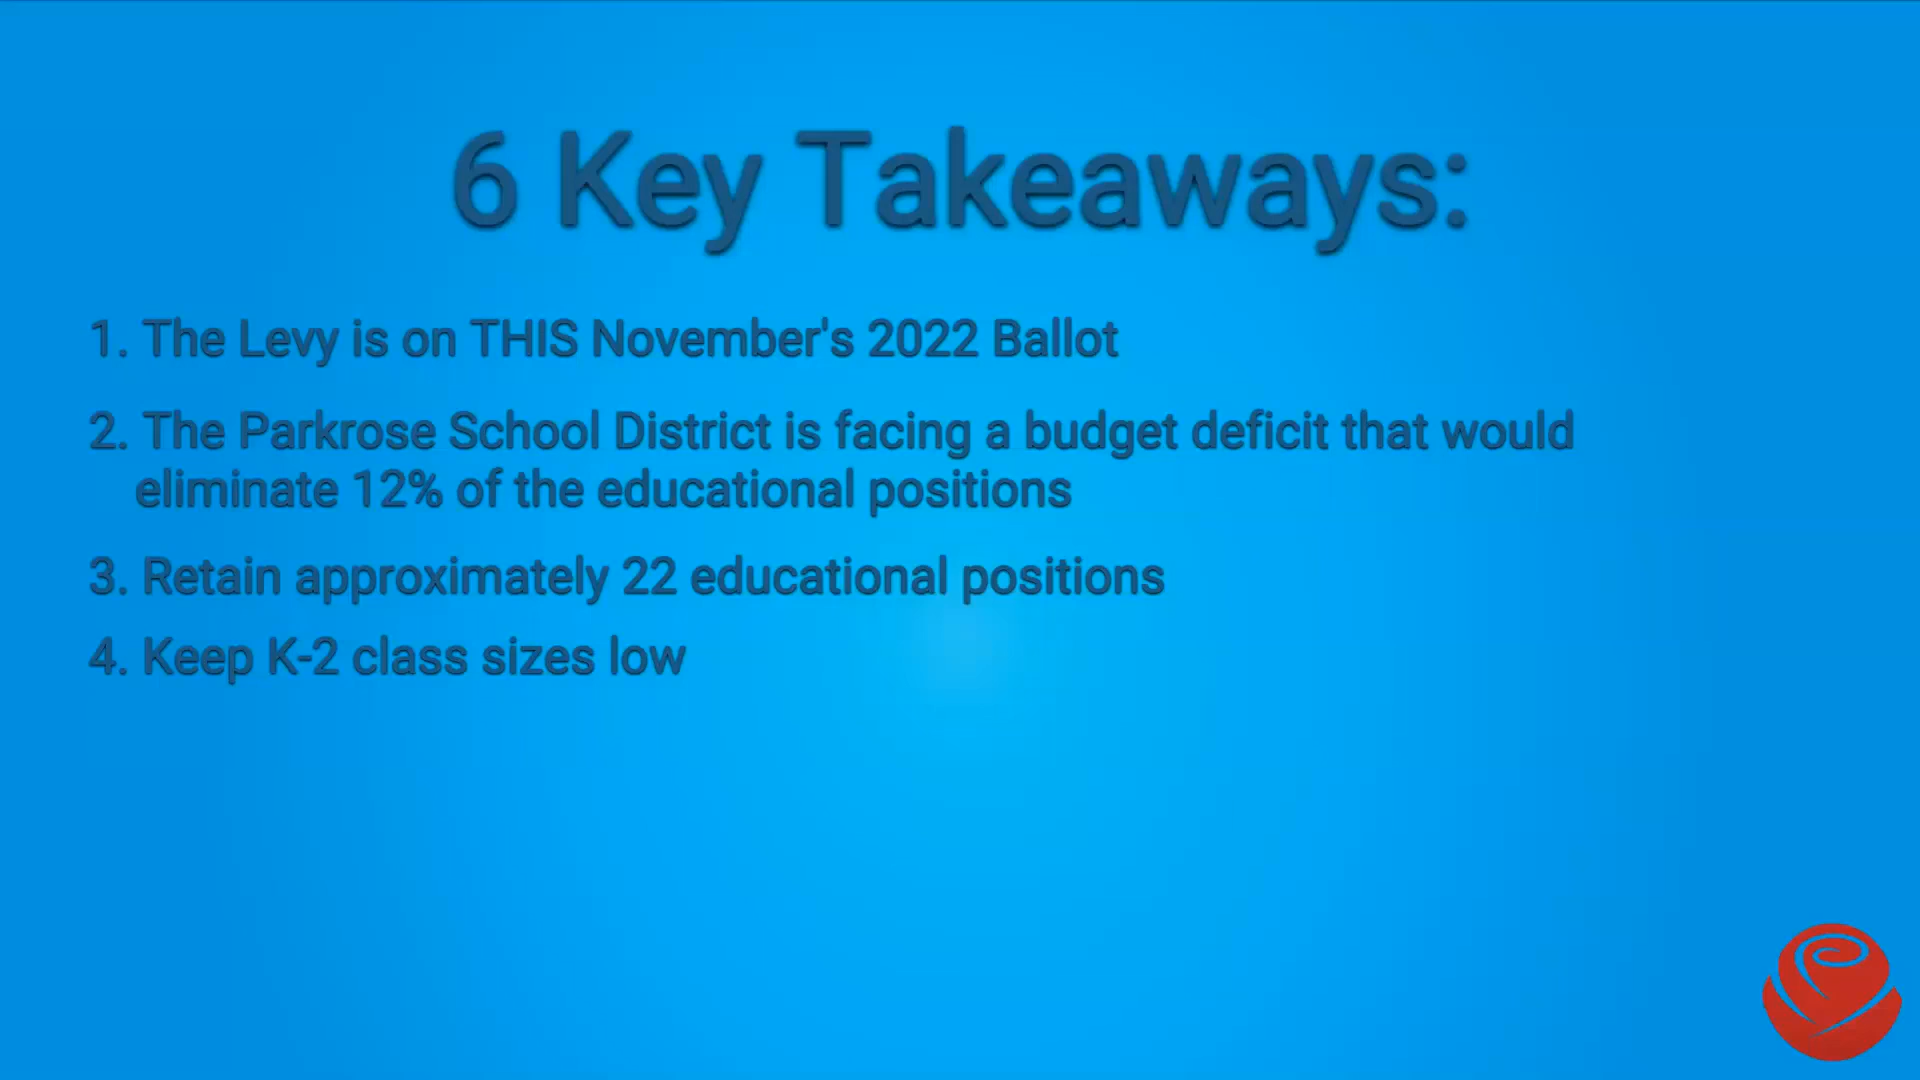 6 Key Takeaways:
1. The Levy is on THIS November's 2022 Ballot
2. The Parkrose School District is facing a budget deficit that would
eliminate 12% of the educational positions
3. Retain approximately 22 educational positions
4. Keep K-2 class sizes low